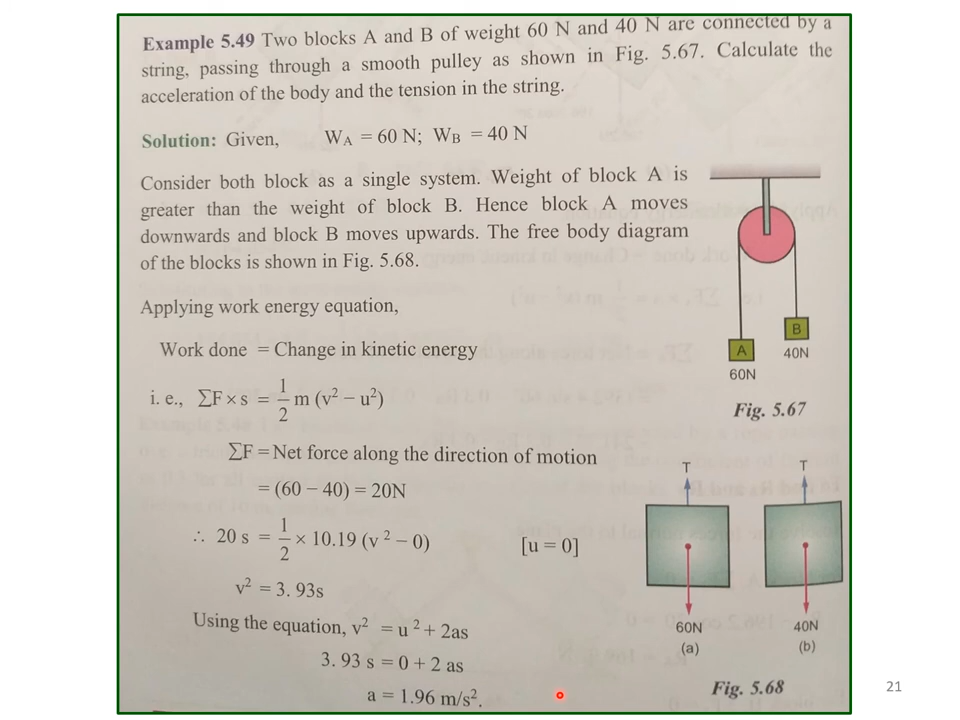 Example 5.49 Two blocks A and B of weight 60 N and 40 N are connected by a
string, passing through a smooth pulley as shown in Fig. 5.67. Calculate the
acceleration of the body and the tension in the string.
Solution: Given, W_A = 60 N; W_B = 40 N
Consider both block as a single system. Weight of block A is
greater than the weight of block B. Hence block A moves
downwards and block B moves upwards. The free body diagram
of the blocks is shown in Fig. 5.68.
Applying work energy equation,
Work done = Change in kinetic energy
i. e., ∑F × s = 1/2 m (v² − u²)
∑F = Net force along the direction of motion
= (60 − 40) = 20N
∴ 20 s = 1/2 × 10.19 (v² − 0) [u = 0]
v² = 3. 93s
Using the equation, v² = u² + 2as
3. 93 s = 0 + 2 as
a = 1.96 m/s².
B
A
40N
60N
Fig. 5.67
T T
60N 40N
(a) (b)
Fig. 5.68
21